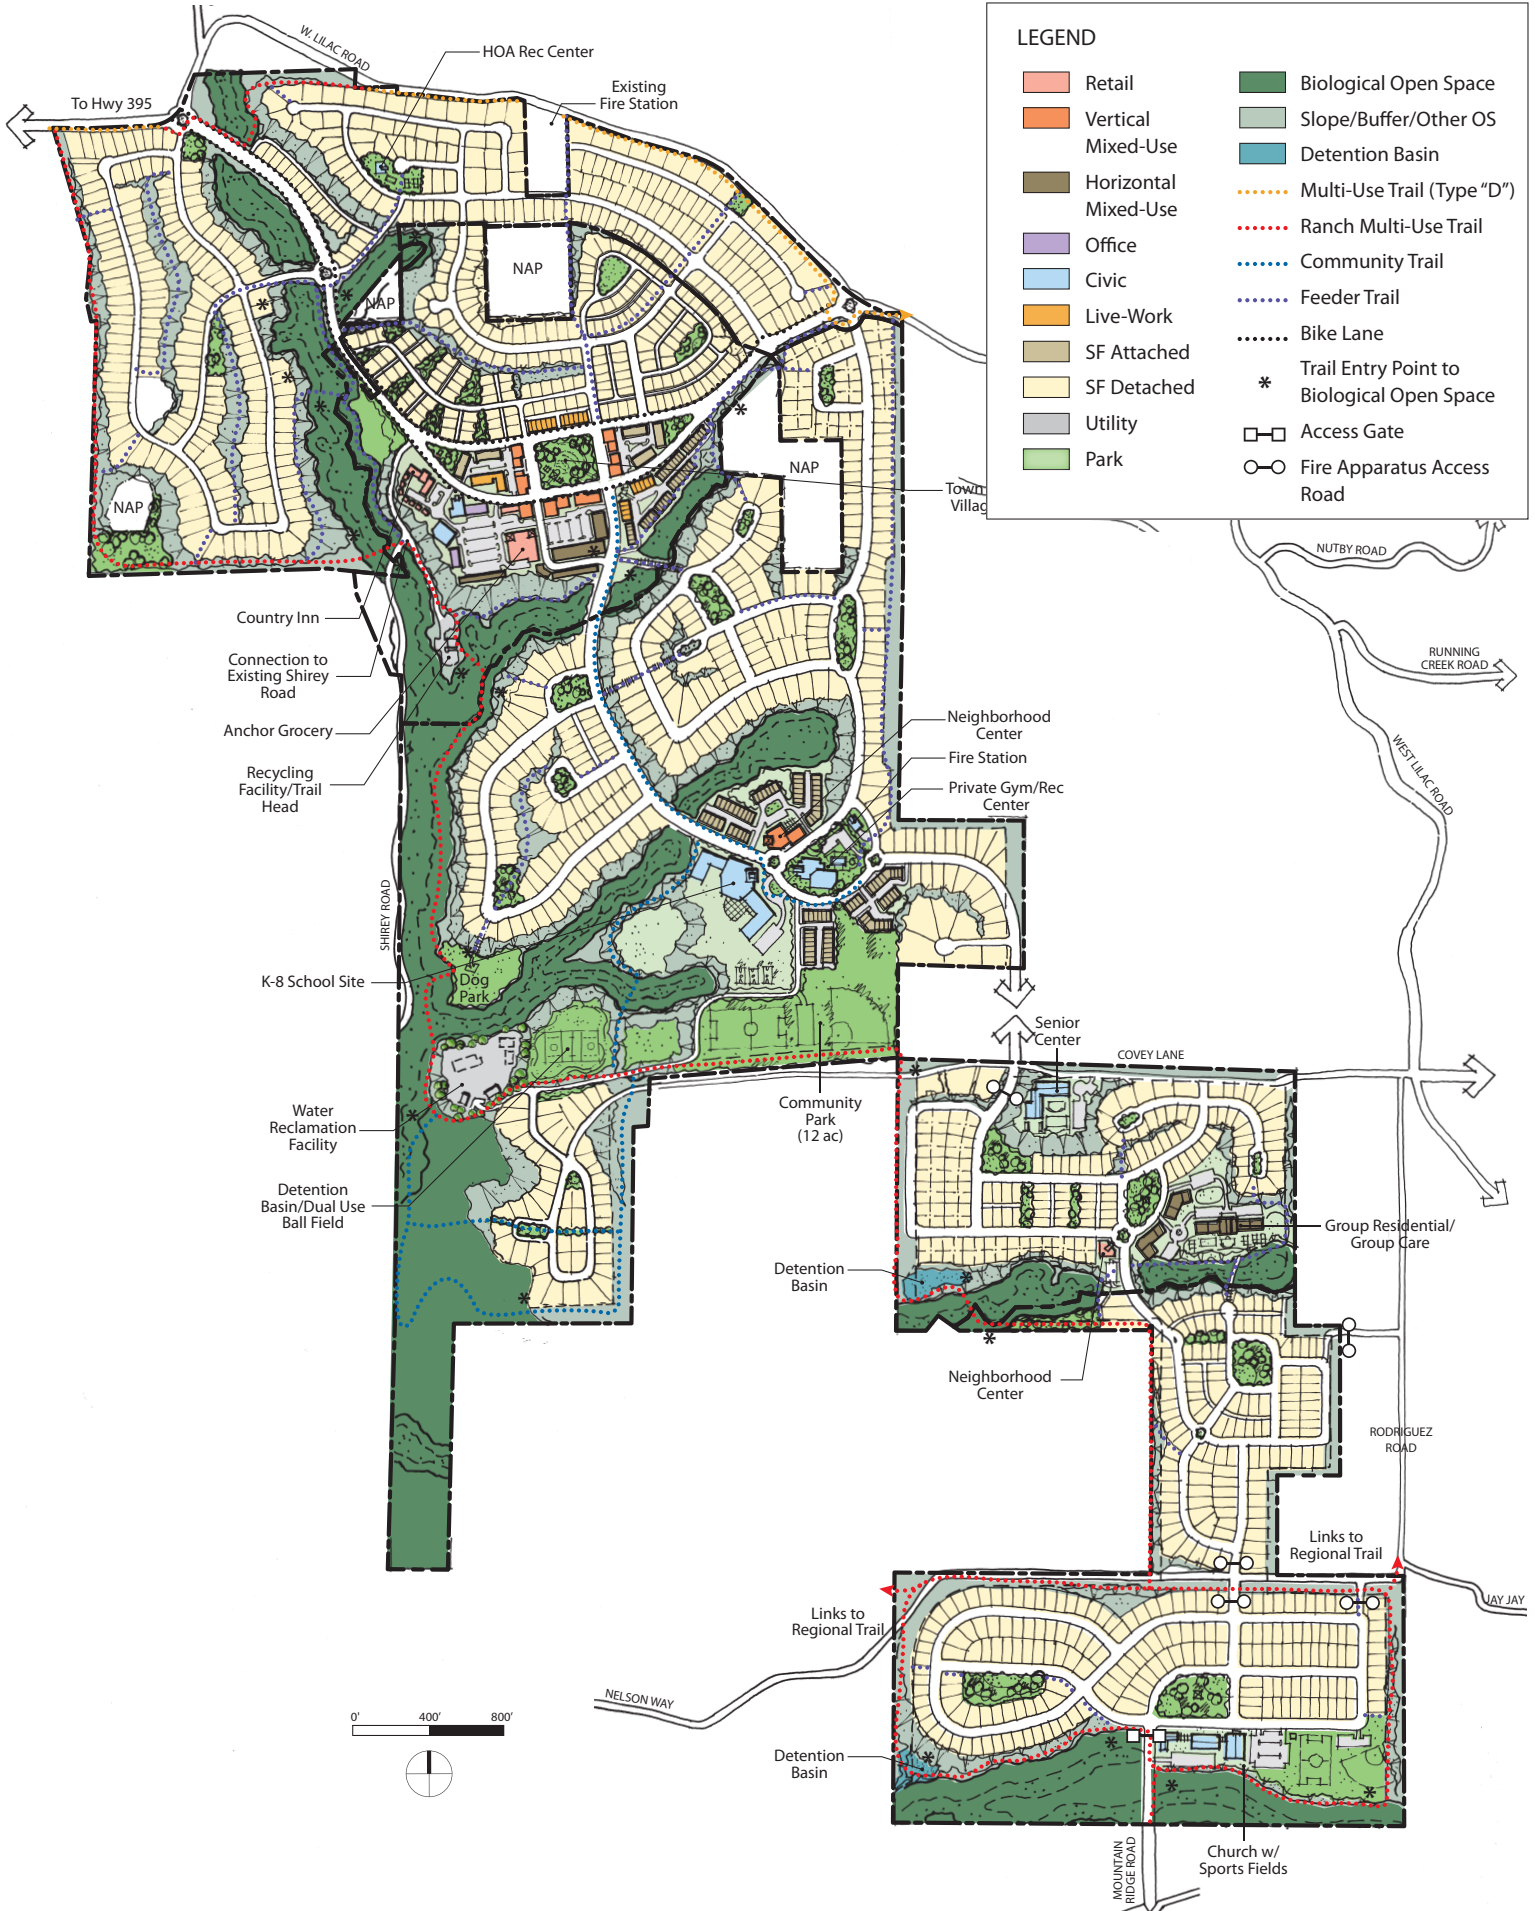 W. LILAC ROAD
HOA Rec Center
Existing
Fire Station
To Hwy 395
LEGEND
Retail
Vertical
Mixed-Use
Horizontal
Mixed-Use
Office
Civic
Live-Work
SF Attached
SF Detached
Utility
Park
Biological Open Space
Slope/Buffer/Other OS
Detention Basin
Multi-Use Trail (Type “D”)
Ranch Multi-Use Trail
Community Trail
Feeder Trail
Bike Lane
Trail Entry Point to
Biological Open Space
Access Gate
Fire Apparatus Access
Road
NAP
NAP
NAP
NAP
Town
Villag
NUTBY ROAD
RUNNING
CREEK ROAD
WEST LILAC ROAD
Country Inn
Connection to
Existing Shirey
Road
Anchor Grocery
Recycling
Facility/Trail
Head
Neighborhood
Center
Fire Station
Private Gym/Rec
Center
SHIREY ROAD
K-8 School Site
Dog
Park
Senior
Center
COVEY LANE
Water
Reclamation
Facility
Community
Park
(12 ac)
Detention
Basin/Dual Use
Ball Field
Group Residential/
Group Care
Detention
Basin
Neighborhood
Center
RODRIGUEZ
ROAD
Links to
Regional Trail
JAY JAY
Links to
Regional Trail
NELSON WAY
0'
400'
800'
Detention
Basin
MOUNTAIN
RIDGE ROAD
Church w/
Sports Fields